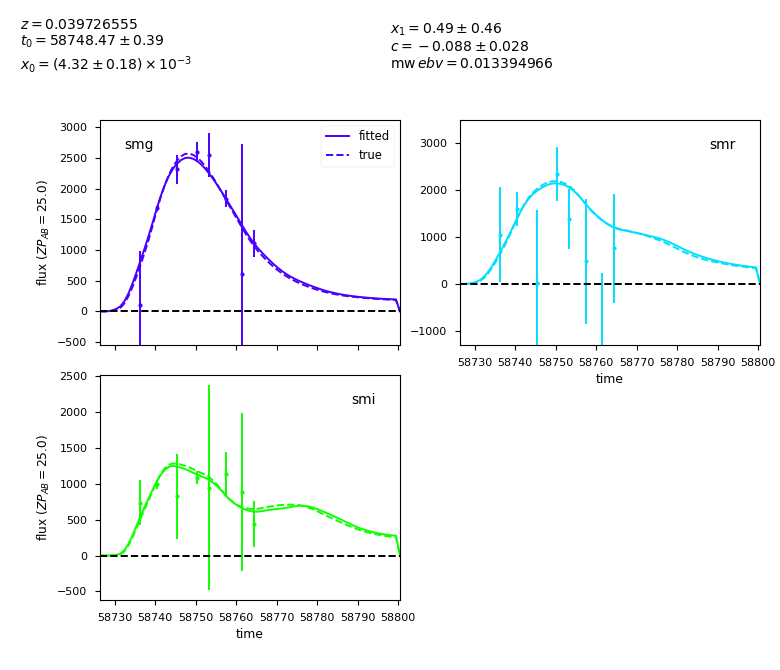 z = 0.039726555
t₀ = 58748.47 ± 0.39
x₀ = (4.32 ± 0.18) × 10⁻³
x₁ = 0.49 ± 0.46
c = −0.088 ± 0.028
mw ebv = 0.013394966
smg
fitted
true
3000
2500
2000
1500
1000
500
0
−500
flux (ZP_AB = 25.0)
smr
3000
2000
1000
0
−1000
58730 58740 58750 58760 58770 58780 58790 58800
time
smi
2500
2000
1500
1000
500
0
−500
flux (ZP_AB = 25.0)
58730 58740 58750 58760 58770 58780 58790 58800
time